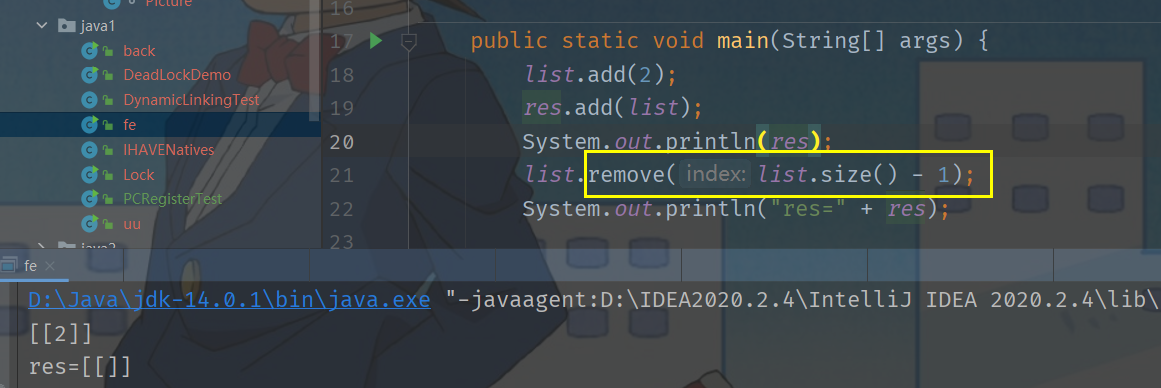 Picture
java1
back
DeadLockDemo
DynamicLinkingTest
fe
IHAVENatives
Lock
PCRegisterTest
uu
java2
16
17 public static void main(String[] args) {
18 list.add(2);
19 res.add(list);
20 System.out.println(res);
21 list.remove( index: list.size() - 1);
22 System.out.println("res=" + res);
23
fe ×
D:\Java\jdk-14.0.1\bin\java.exe "-javaagent:D:\IDEA2020.2.4\IntelliJ IDEA 2020.2.4\lib\
[[2]]
res=[[]]